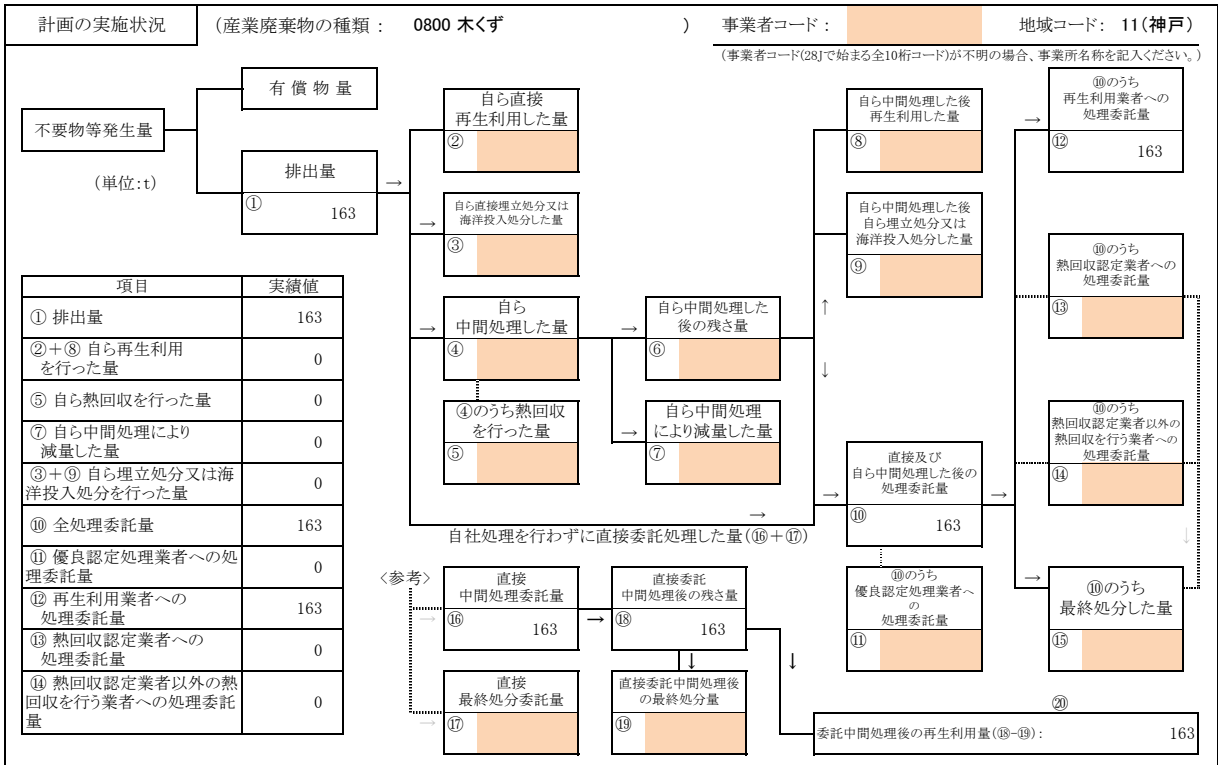 計画の実施状況 (産業廃棄物の種類： 0800 木くず ) 事業者コード： 地域コード： 11(神戸)
(事業者コード(28Jで始まる全10桁コード)が不明の場合、事業所名称を記入ください。)
不要物等発生量
(単位:t)
有償物量
排出量
① 163
→
自ら直接
再生利用した量
②
→
自ら直接埋立処分又は
海洋投入処分した量
③
→
自ら
中間処理した量
④
④のうち熱回収
を行った量
⑤
→
自ら中間処理した
後の残さ量
⑥
→
自ら中間処理
により減量した量
⑦
自ら中間処理した後
再生利用した量
⑧
自ら中間処理した後
自ら埋立処分又は
海洋投入処分した量
⑨
↑
↓
→
直接及び
自ら中間処理した後の
処理委託量
⑩ 163
→
⑩のうち
優良認定処理業者へ
の
処理委託量
⑪
→
⑩のうち
再生利用業者への
処理委託量
⑫ 163
⑩のうち
熱回収認定業者への
処理委託量
⑬
⑩のうち
熱回収認定業者以外の
熱回収を行う業者への
処理委託量
⑭
↓
→
⑩のうち
最終処分した量
⑮
→
自社処理を行わずに直接委託処理した量(⑯＋⑰)
〈参考〉
→
直接
中間処理委託量
⑯ 163
→
直接委託
中間処理後の残さ量
⑱ 163
→
直接
最終処分委託量
⑰
↓
直接委託中間処理後
の最終処分量
⑲
↓
⑳
委託中間処理後の再生利用量(⑱-⑲)： 163
項目 実績値
① 排出量 163
②＋⑧ 自ら再生利用
を行った量 0
⑤ 自ら熱回収を行った量 0
⑦ 自ら中間処理により
減量した量 0
③＋⑨ 自ら埋立処分又は海
洋投入処分を行った量 0
⑩ 全処理委託量 163
⑪ 優良認定処理業者への処
理委託量 0
⑫ 再生利用業者への
処理委託量 163
⑬ 熱回収認定業者への
処理委託量 0
⑭ 熱回収認定業者以外の熱
回収を行う業者への処理委託
量 0